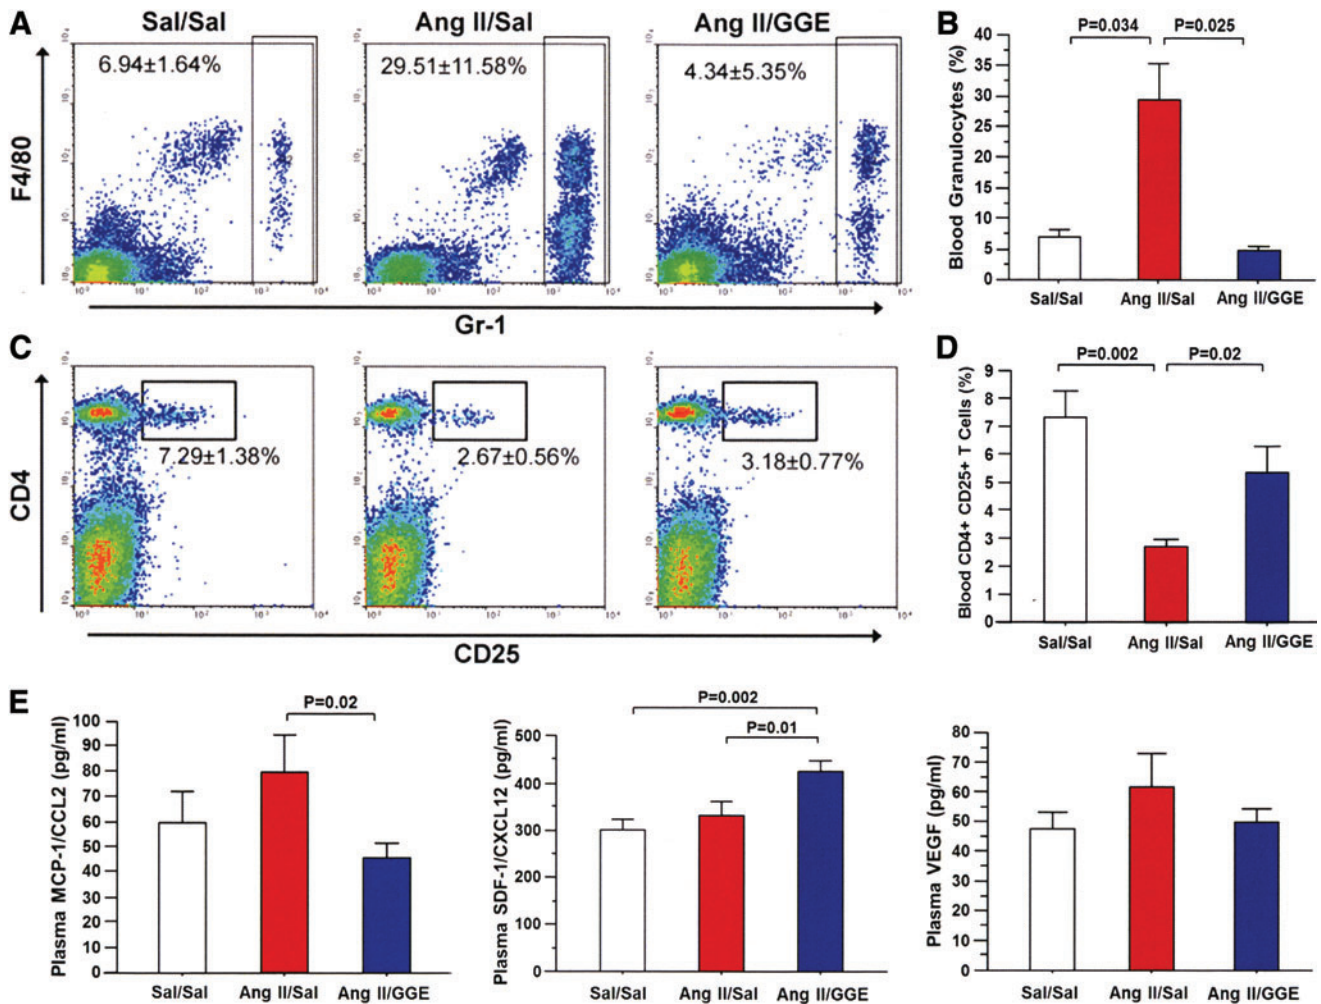 A
Sal/Sal
Ang II/Sal
Ang II/GGE
6.94±1.64%
29.51±11.58%
4.34±5.35%
F4/80
Gr-1
B
P=0.034
P=0.025
Blood Granulocytes (%)
40
35
30
25
20
15
10
5
0
Sal/Sal
Ang II/Sal
Ang II/GGE
C
7.29±1.38%
2.67±0.56%
3.18±0.77%
CD4
CD25
D
P=0.002
P=0.02
Blood CD4+ CD25+ T Cells (%)
9
8
7
6
5
4
3
2
1
0
Sal/Sal
Ang II/Sal
Ang II/GGE
E
P=0.02
Plasma MCP-1/CCL2 (pg/ml)
100
90
80
70
60
50
40
30
20
10
0
Sal/Sal
Ang II/Sal
Ang II/GGE
P=0.002
P=0.01
Plasma SDF-1/CXCL12 (pg/ml)
500
400
300
200
100
0
Sal/Sal
Ang II/Sal
Ang II/GGE
Plasma VEGF (pg/ml)
80
70
60
50
40
30
20
10
0
Sal/Sal
Ang II/Sal
Ang II/GGE